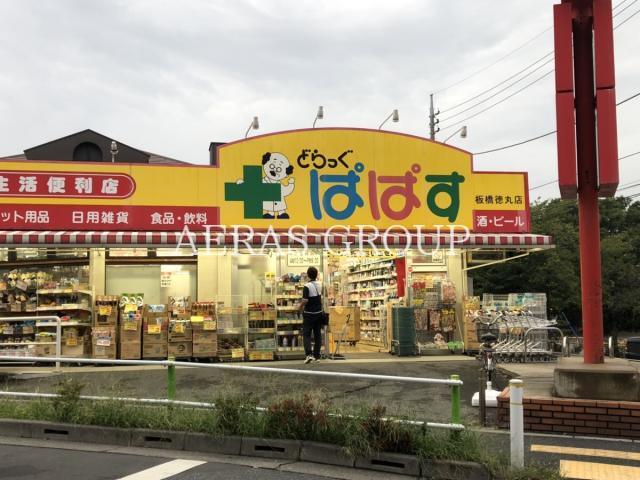 どらっぐ
ぱぱす
板橋徳丸店
生活便利店
ット用品
日用雑貨
食品・飲料
酒・ビール
AERAS GROUP